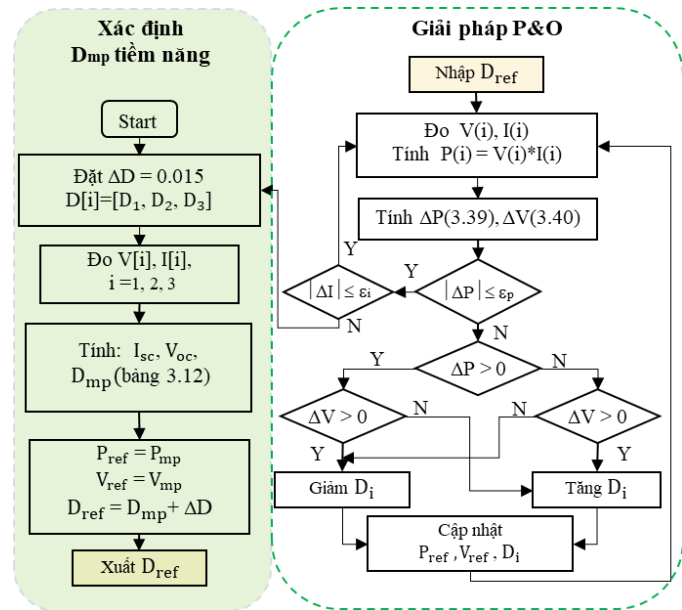 Xác định
Dmp tiềm năng
Start
Đặt ΔD = 0.015
D[i]=[D₁, D₂, D₃]
Đo V[i], I[i],
i =1, 2, 3
Tính: Isc, Voc,
Dmp(bảng 3.12)
Pref = Pmp
Vref = Vmp
Dref = Dmp+ ΔD
Xuất Dref
Giải pháp P&O
Nhập Dref
Đo V(i), I(i)
Tính P(i) = V(i)*I(i)
Tính ΔP(3.39), ΔV(3.40)
Y
Y
|ΔI| ≤ εi
|ΔP| ≤ εp
N
N
Y
ΔP > 0
N
ΔV > 0
N
N
ΔV > 0
Y
Y
Giảm Di
Tăng Di
Cập nhật
Pref ,Vref , Di